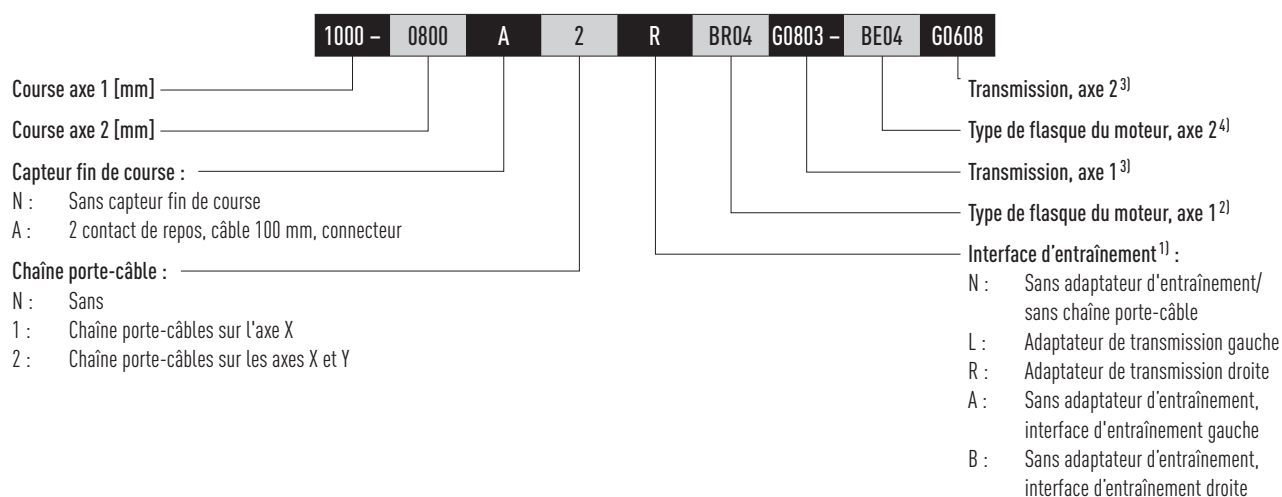 1000 – 0800 A 2 R BR04 G0803 – BE04 G0608
Course axe 1 [mm]
Course axe 2 [mm]
Capteur fin de course :
N : Sans capteur fin de course
A : 2 contact de repos, câble 100 mm, connecteur
Chaîne porte-câble :
N : Sans
1 : Chaîne porte-câbles sur l'axe X
2 : Chaîne porte-câbles sur les axes X et Y
Transmission, axe 2 3)
Type de flasque du moteur, axe 2 4)
Transmission, axe 1 3)
Type de flasque du moteur, axe 1 2)
Interface d’entraînement 1) :
N : Sans adaptateur d'entraînement/
sans chaîne porte-câble
L : Adaptateur de transmission gauche
R : Adaptateur de transmission droite
A : Sans adaptateur d’entraînement,
interface d'entraînement gauche
B : Sans adaptateur d’entraînement,
interface d’entraînement droite